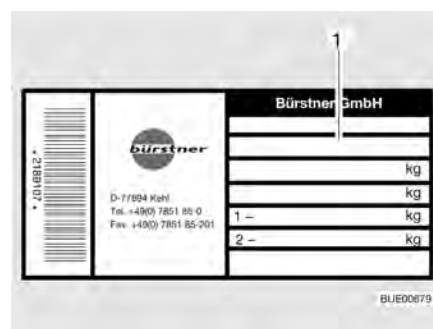 1
Bürstner GmbH
* 2189107 *
bürstner
D-77694 Kehl
Tel. +49(0) 7851 85-0
Fax +49(0) 7851 85-201
kg
kg
1 – kg
2 – kg
BUE00679